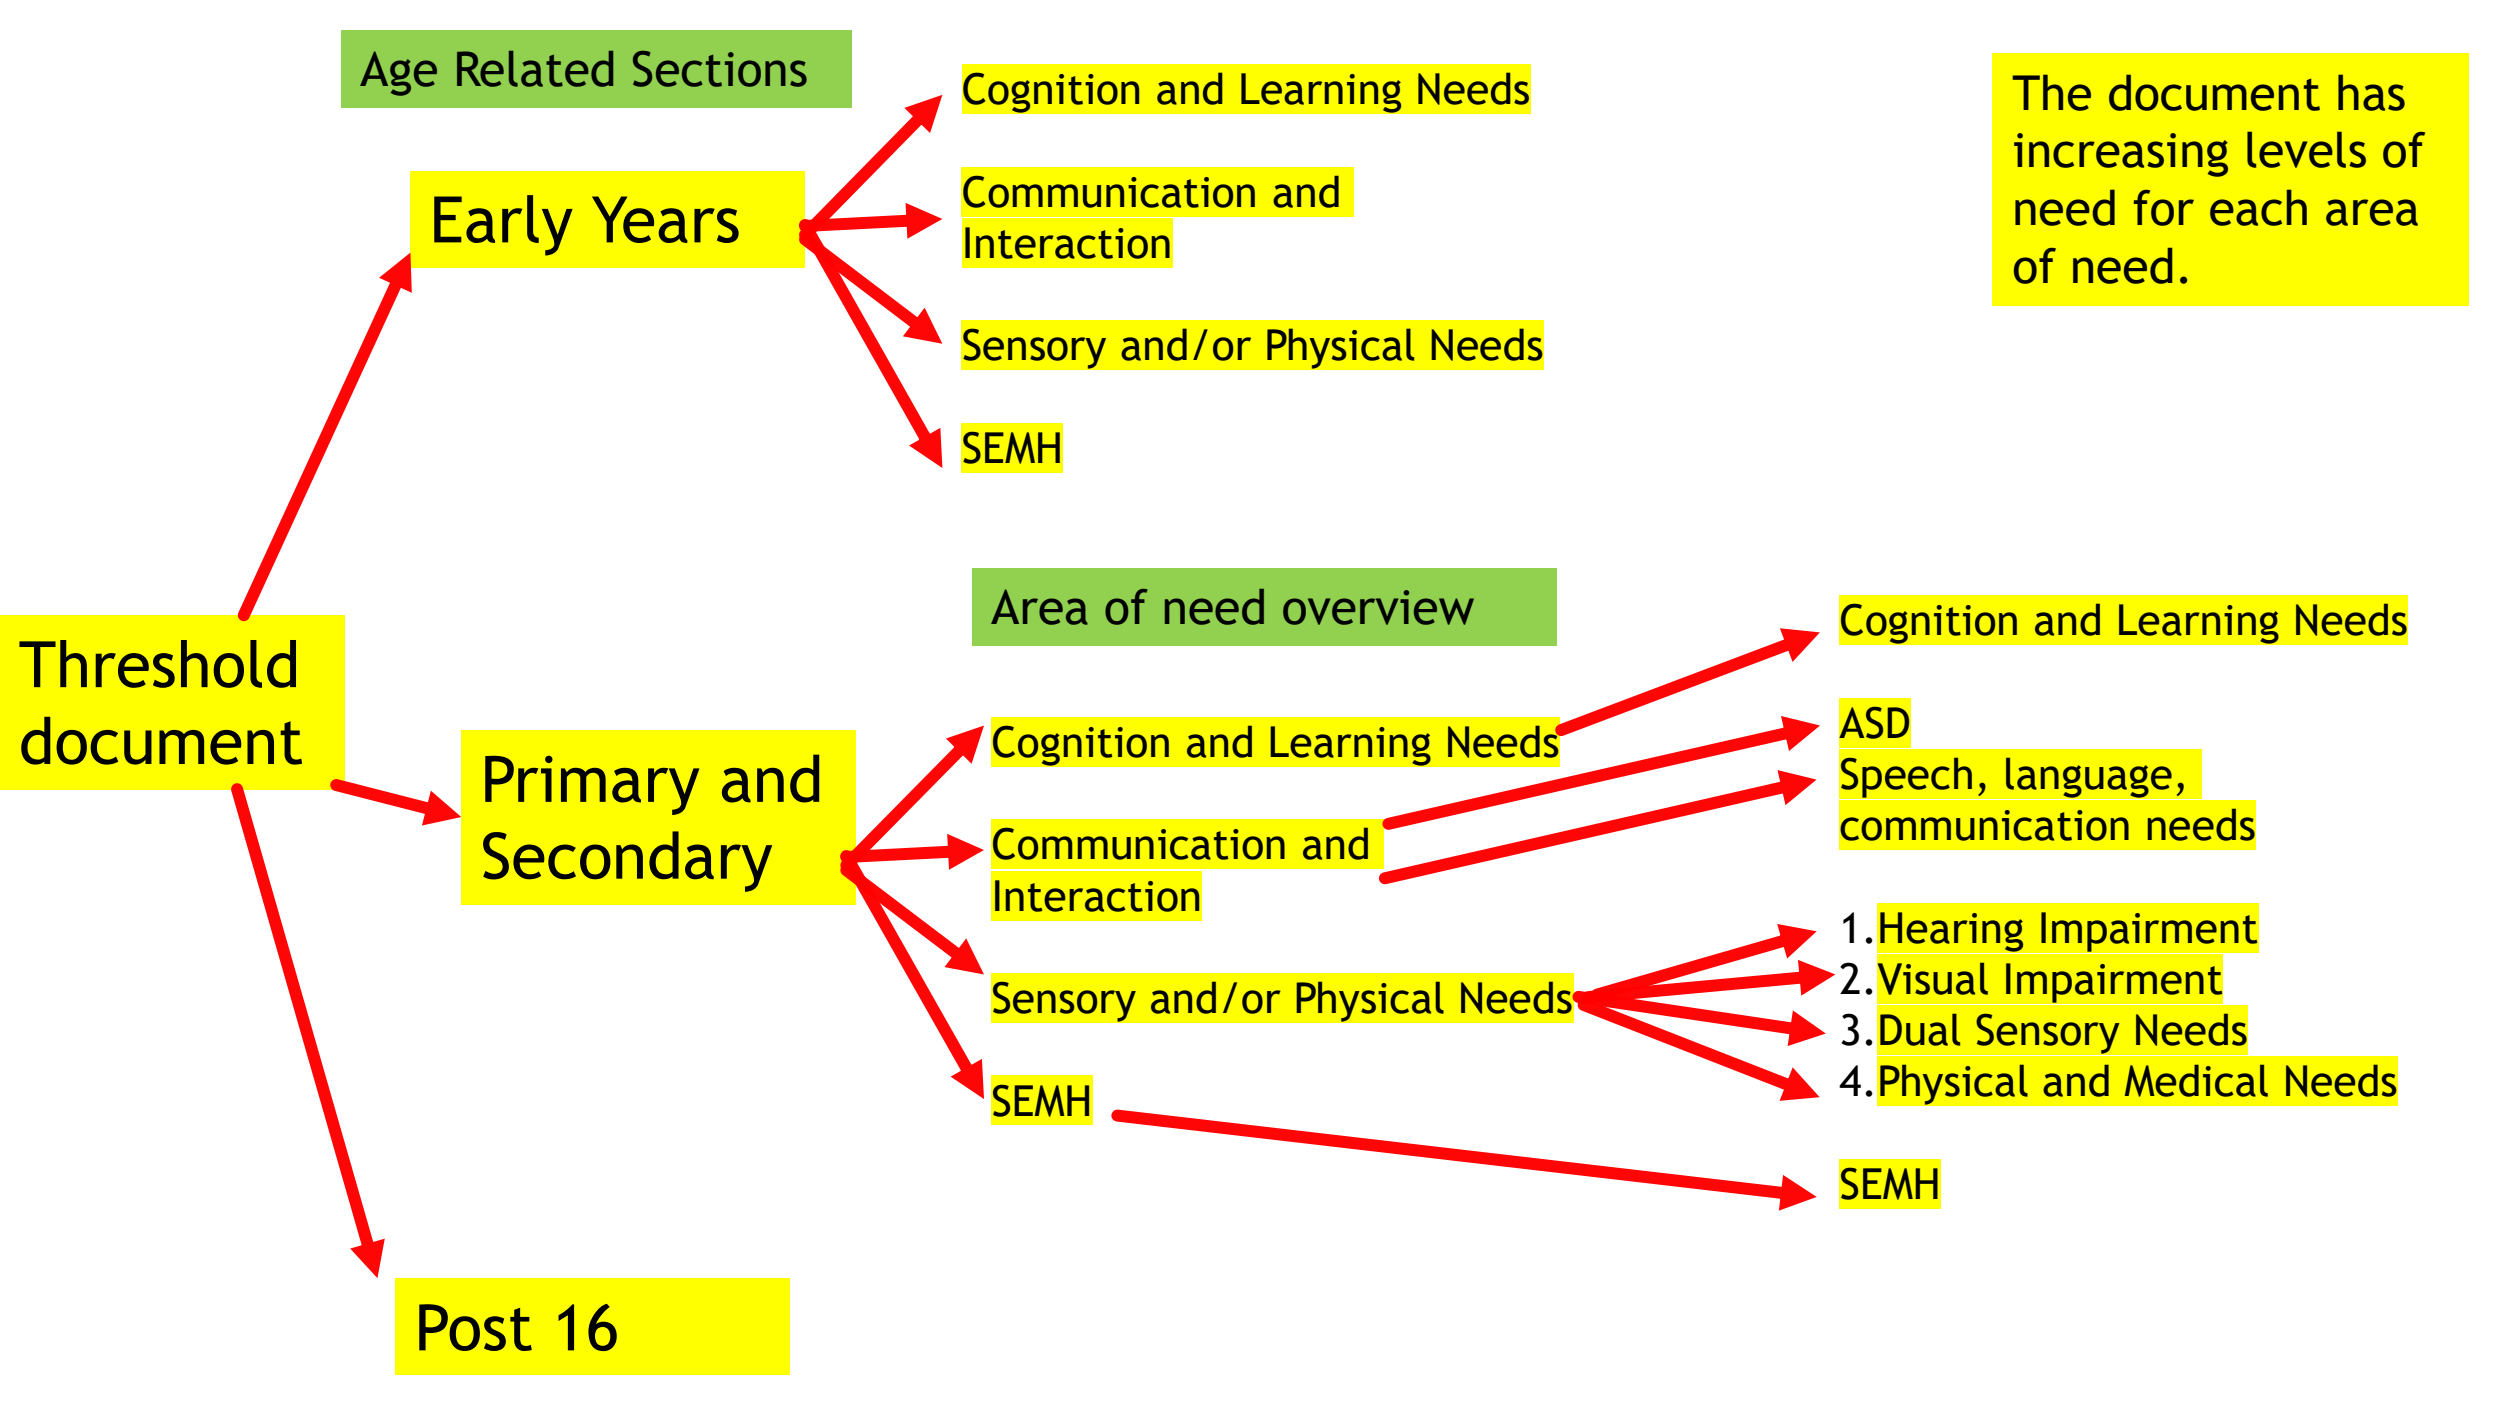 Age Related Sections
Early Years
Cognition and Learning Needs
Communication and
Interaction
Sensory and/or Physical Needs
SEMH
The document has
increasing levels of
need for each area
of need.
Threshold
document
Primary and
Secondary
Area of need overview
Cognition and Learning Needs
Communication and
Interaction
Sensory and/or Physical Needs
SEMH
Cognition and Learning Needs
ASD
Speech, language,
communication needs
1.Hearing Impairment
2.Visual Impairment
3.Dual Sensory Needs
4.Physical and Medical Needs
SEMH
Post 16